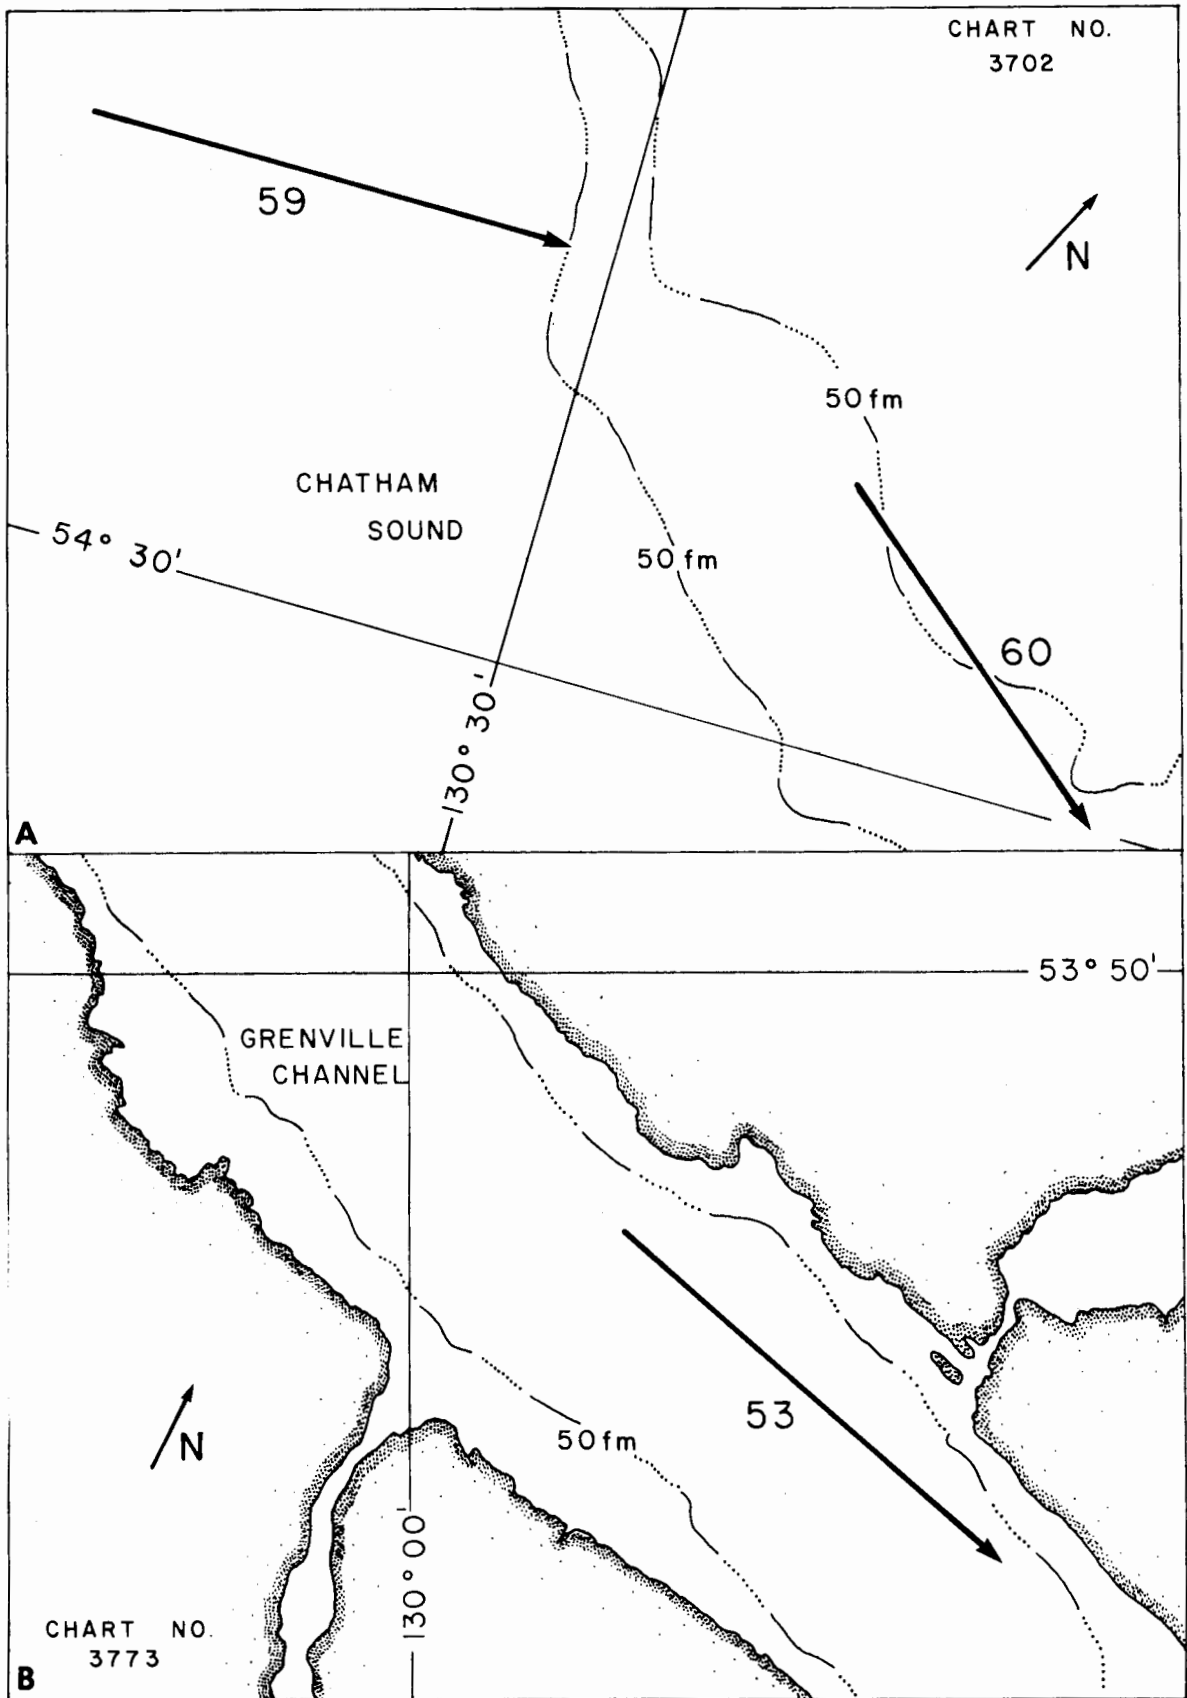 CHART NO.
3702
59
N
50 fm
CHATHAM
SOUND
54° 30'
50 fm
60
130° 30'
A
53° 50'
GRENVILLE
CHANNEL
53
N
50 fm
130° 00'
CHART NO.
3773
B